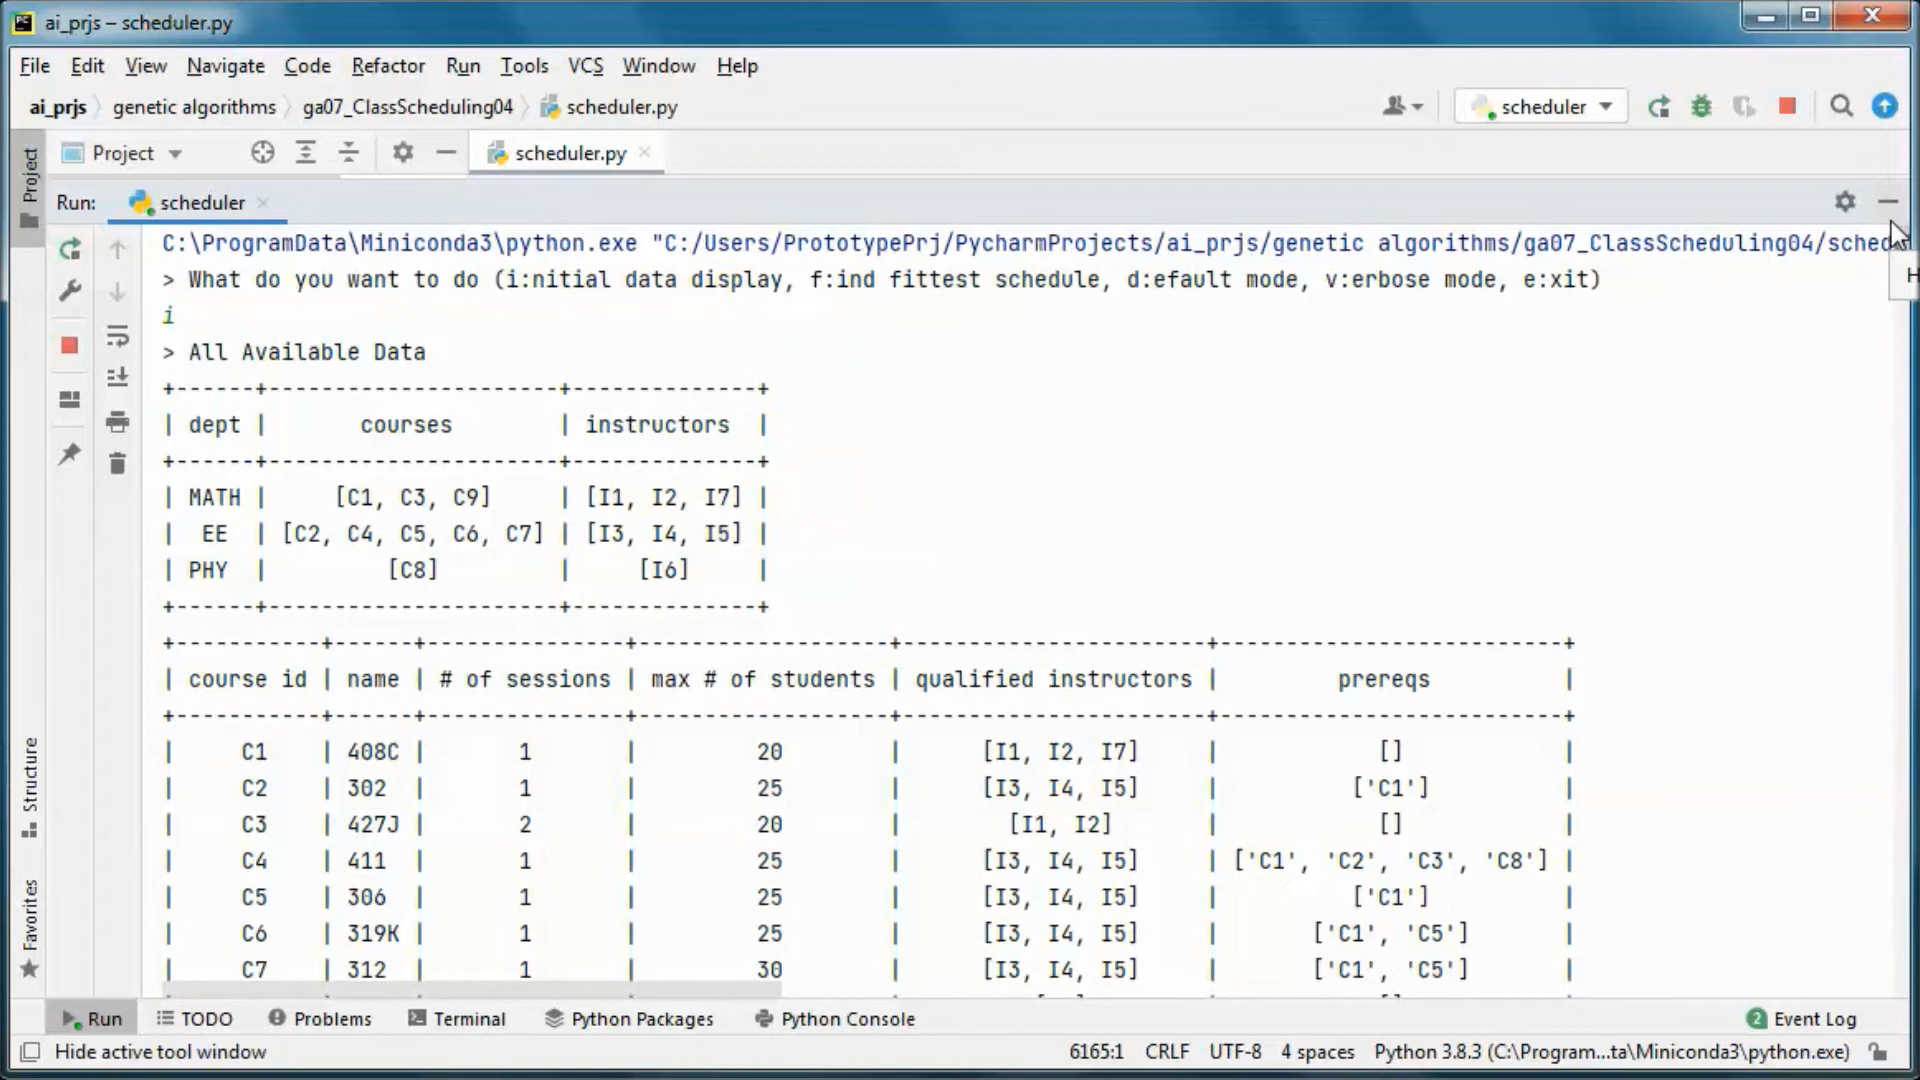 ai_prjs – scheduler.py
File Edit View Navigate Code Refactor Run Tools VCS Window Help
ai_prjs genetic algorithms ga07_ClassScheduling04 scheduler.py scheduler
Project scheduler.py
Project
Run: scheduler
C:\ProgramData\Miniconda3\python.exe "C:/Users/PrototypePrj/PycharmProjects/ai_prjs/genetic algorithms/ga07_ClassScheduling04/sched
> What do you want to do (i:nitial data display, f:ind fittest schedule, d:efault mode, v:erbose mode, e:xit)
i
> All Available Data
+------+----------------------+--------------+
| dept | courses | instructors |
+------+----------------------+--------------+
| MATH | [C1, C3, C9] | [I1, I2, I7] |
| EE | [C2, C4, C5, C6, C7] | [I3, I4, I5] |
| PHY | [C8] | [I6] |
+------+----------------------+--------------+
+-----------+------+---------------+-------------------+-----------------------+--------------------------+
| course id | name | # of sessions | max # of students | qualified instructors | prereqs |
+-----------+------+---------------+-------------------+-----------------------+--------------------------+
| C1 | 408C | 1 | 20 | [I1, I2, I7] | [] |
| C2 | 302 | 1 | 25 | [I3, I4, I5] | ['C1'] |
| C3 | 427J | 2 | 20 | [I1, I2] | [] |
| C4 | 411 | 1 | 25 | [I3, I4, I5] | ['C1', 'C2', 'C3', 'C8'] |
| C5 | 306 | 1 | 25 | [I3, I4, I5] | ['C1'] |
| C6 | 319K | 1 | 25 | [I3, I4, I5] | ['C1', 'C5'] |
| C7 | 312 | 1 | 30 | [I3, I4, I5] | ['C1', 'C5'] |
Structure
Favorites
Run TODO Problems Terminal Python Packages Python Console 2 Event Log
Hide active tool window 6165:1 CRLF UTF-8 4 spaces Python 3.8.3 (C:\Program...ta\Miniconda3\python.exe)